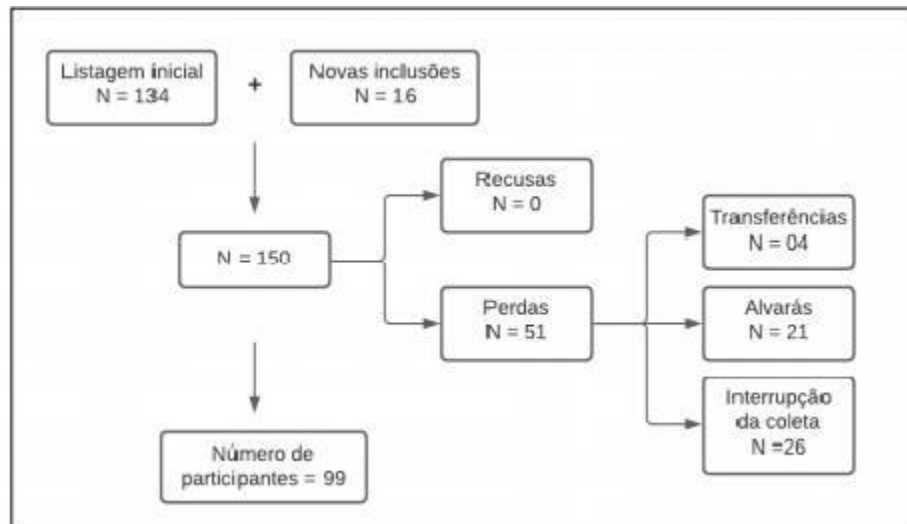 Listagem inicial
N = 134
+
Novas inclusões
N = 16
N = 150
Recusas
N = 0
Perdas
N = 51
Transferências
N = 04
Alvarás
N = 21
Interrupção
da coleta
N =26
Número de
participantes = 99